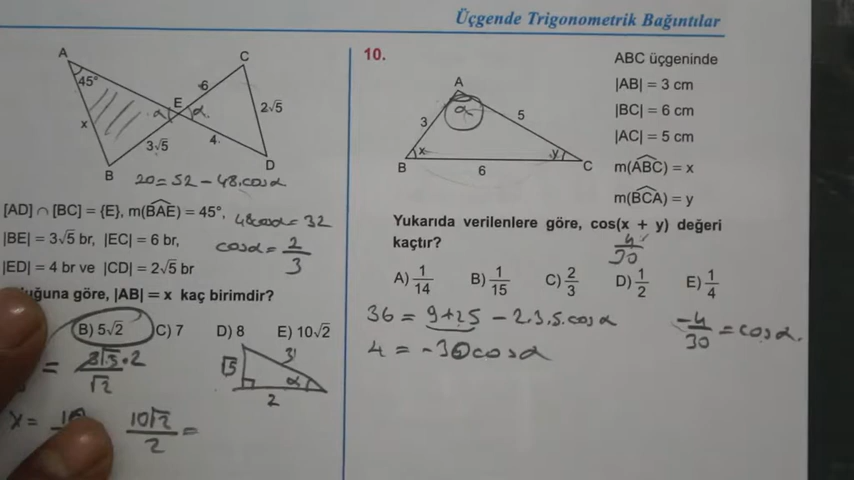 Üçgende Trigonometrik Bağıntılar
A
45°
x
B
E
α
α
3√5
6
C
2√5
4
D
20 = 52 - 48.cosα
[AD] ∩ [BC] = {E}, m(BAE) = 45°,
48cosα = 32
|BE| = 3√5 br, |EC| = 6 br,
cosα = 2/3
|ED| = 4 br ve |CD| = 2√5 br
göre, |AB| = x kaç birimdir?
B) 5√2 C) 7 D) 8 E) 10√2
= 3√5.2
√2
√5
3
α
2
x =
10√2/2 =
10.
A
α
3
5
B
x
y
C
6
ABC üçgeninde
|AB| = 3 cm
|BC| = 6 cm
|AC| = 5 cm
m(ABC) = x
m(BCA) = y
Yukarıda verilenlere göre, cos(x + y) değeri
kaçtır?
4/30
A) 1/14 B) 1/15 C) 2/3 D) 1/2 E) 1/4
36 = 9+25 - 2.3.5.cosα
4 = -30cosα
-4/30 = cosα.